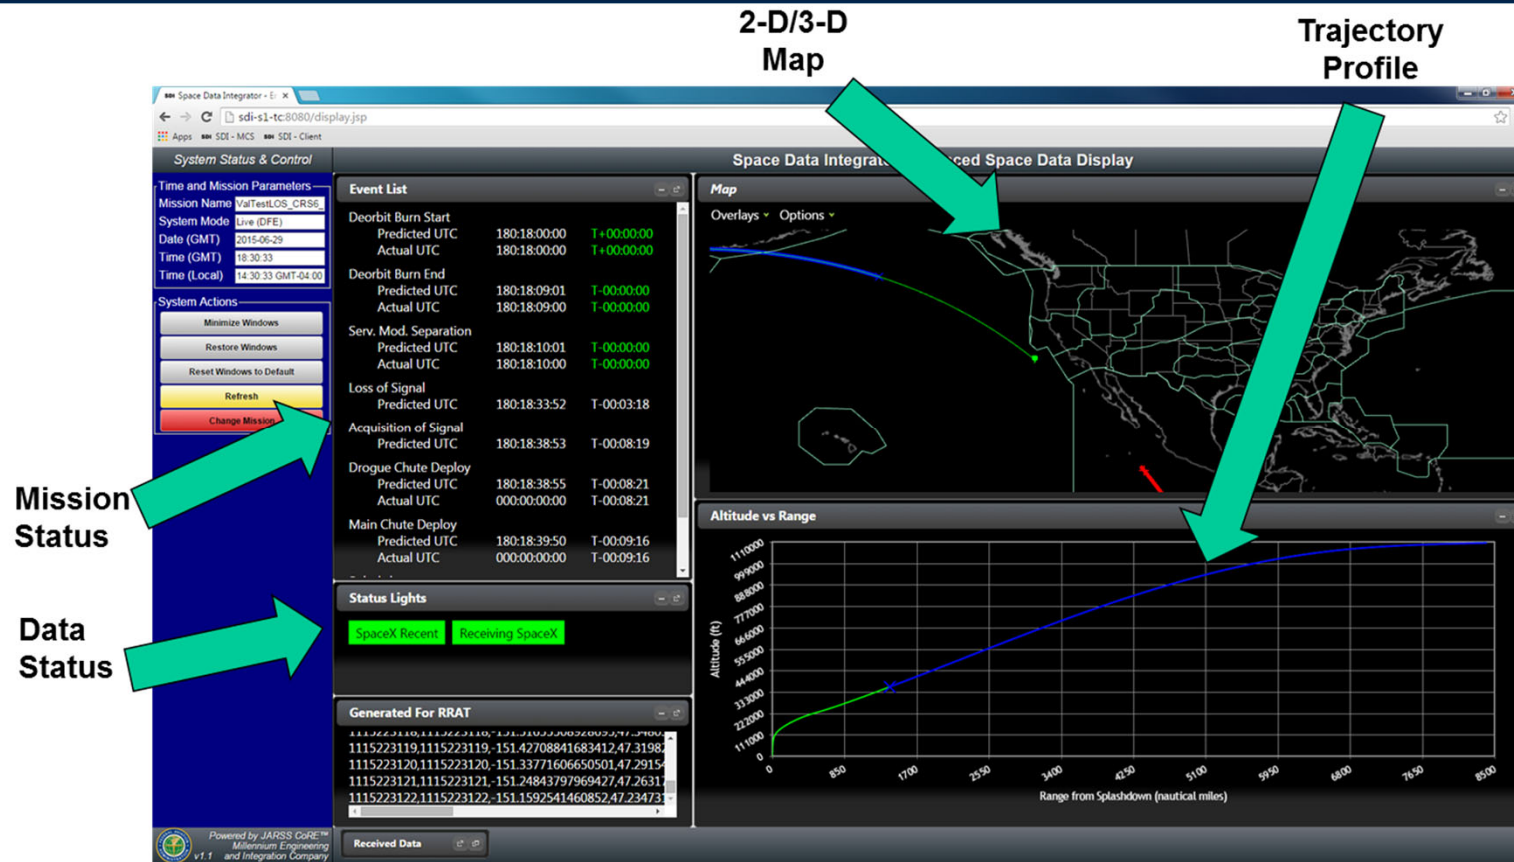 2-D/3-D
Map
Trajectory
Profile
Space Data Integrator - E
sdi-s1-tc:8080/display.jsp
Apps SDI - MCS SDI - Client
System Status & Control
Space Data Integrat ced Space Data Display
Time and Mission Parameters
Mission Name ValTestLOS_CRS6_
System Mode Live (DFE)
Date (GMT) 2015-06-29
Time (GMT) 18:30:33
Time (Local) 14:30:33 GMT-04:00
System Actions
Minimize Windows
Restore Windows
Reset Windows to Default
Refresh
Change Mission
Mission
Status
Data
Status
Event List
Deorbit Burn Start
Predicted UTC 180:18:00:00 T+00:00:00
Actual UTC 180:18:00:00 T+00:00:00
Deorbit Burn End
Predicted UTC 180:18:09:01 T-00:00:00
Actual UTC 180:18:09:00 T-00:00:00
Serv. Mod. Separation
Predicted UTC 180:18:10:01 T-00:00:00
Actual UTC 180:18:10:00 T-00:00:00
Loss of Signal
Predicted UTC 180:18:33:52 T-00:03:18
Acquisition of Signal
Predicted UTC 180:18:38:53 T-00:08:19
Drogue Chute Deploy
Predicted UTC 180:18:38:55 T-00:08:21
Actual UTC 000:00:00:00 T-00:08:21
Main Chute Deploy
Predicted UTC 180:18:39:50 T-00:09:16
Actual UTC 000:00:00:00 T-00:09:16
Status Lights
SpaceX Recent Receiving SpaceX
Generated For RRAT
1115223119,1115223119,-151.42708841683412,47.3198
1115223120,1115223120,-151.33771606650501,47.2915
1115223121,1115223121,-151.24843797969427,47.2631
1115223122,1115223122,-151.1592541460852,47.23473
Map
Overlays Options
Altitude vs Range
Altitude (ft)
1110000
999000
888000
777000
666000
555000
444000
333000
222000
111000
0
0 850 1700 2550 3400 4250 5100 5950 6800 7650 8500
Range from Splashdown (nautical miles)
Powered by JARSS CoRE™
Millennium Engineering
v1.1 and Integration Company
Received Data